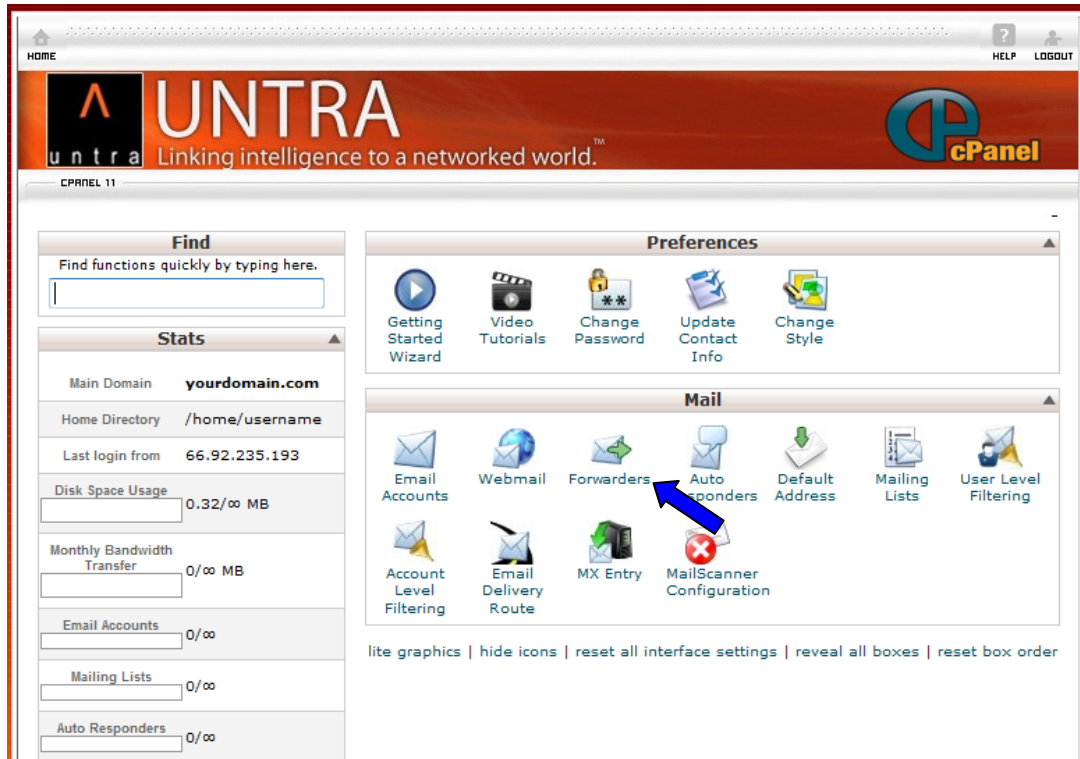 HOME
HELP
LOGOUT
untra
UNTRA
Linking intelligence to a networked world.™
cPanel
CPANEL 11
-
Find
Find functions quickly by typing here.
Stats
Main Domain yourdomain.com
Home Directory /home/username
Last login from 66.92.235.193
Disk Space Usage
0.32/∞ MB
Monthly Bandwidth
Transfer
0/∞ MB
Email Accounts
0/∞
Mailing Lists
0/∞
Auto Responders
0/∞
Preferences
Getting
Started
Wizard
Video
Tutorials
Change
Password
Update
Contact
Info
Change
Style
Mail
Email
Accounts
Webmail
Forwarders
Auto
sponders
Default
Address
Mailing
Lists
User Level
Filtering
Account
Level
Filtering
Email
Delivery
Route
MX Entry
MailScanner
Configuration
lite graphics | hide icons | reset all interface settings | reveal all boxes | reset box order